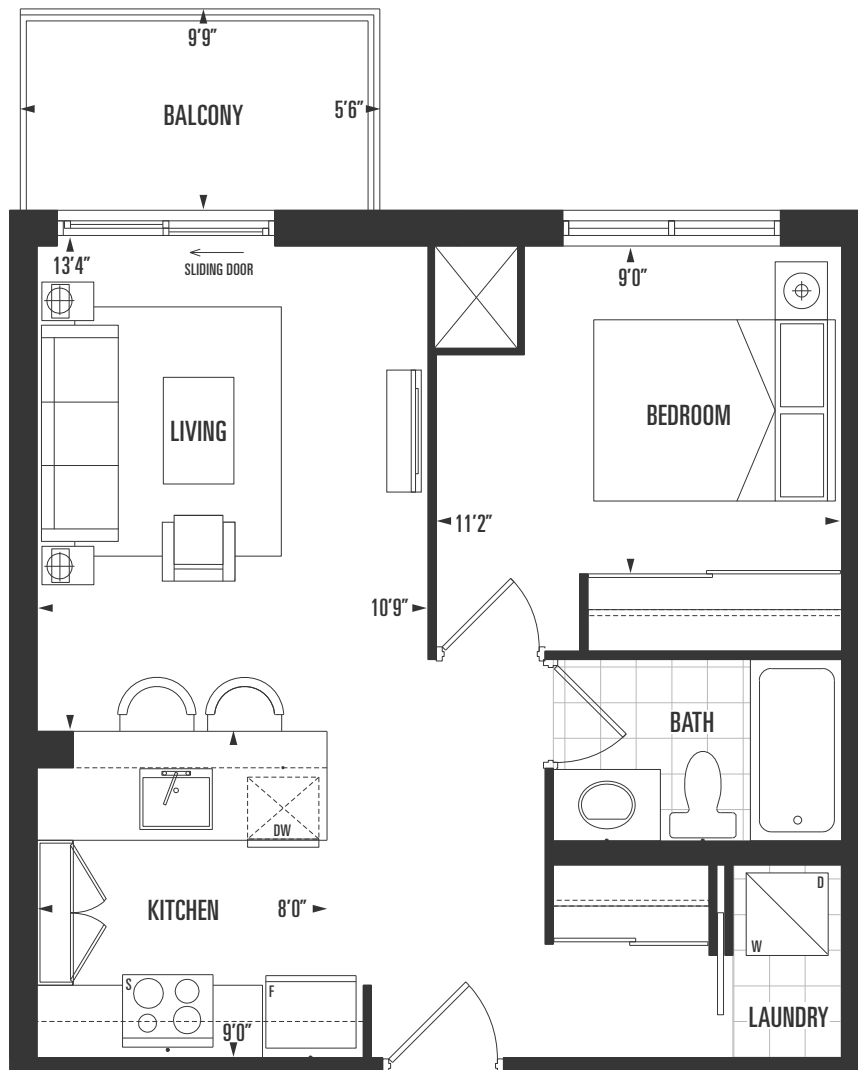 9'9"
BALCONY
5'6"
13'4"
SLIDING DOOR
9'0"
LIVING
BEDROOM
11'2"
10'9"
BATH
DW
KITCHEN
8'0"
D
W
S
F
LAUNDRY
9'0"